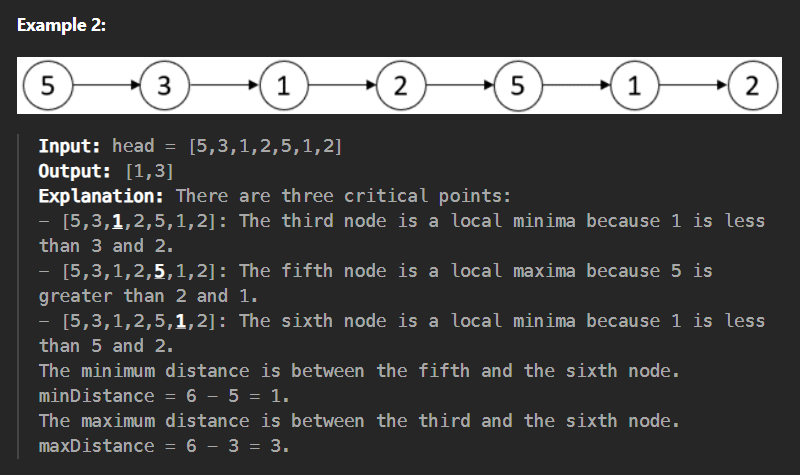 Example 2:
5 3 1 2 5 1 2
Input: head = [5,3,1,2,5,1,2]
Output: [1,3]
Explanation: There are three critical points:
- [5,3,1,2,5,1,2]: The third node is a local minima because 1 is less
than 3 and 2.
- [5,3,1,2,5,1,2]: The fifth node is a local maxima because 5 is
greater than 2 and 1.
- [5,3,1,2,5,1,2]: The sixth node is a local minima because 1 is less
than 5 and 2.
The minimum distance is between the fifth and the sixth node.
minDistance = 6 - 5 = 1.
The maximum distance is between the third and the sixth node.
maxDistance = 6 - 3 = 3.